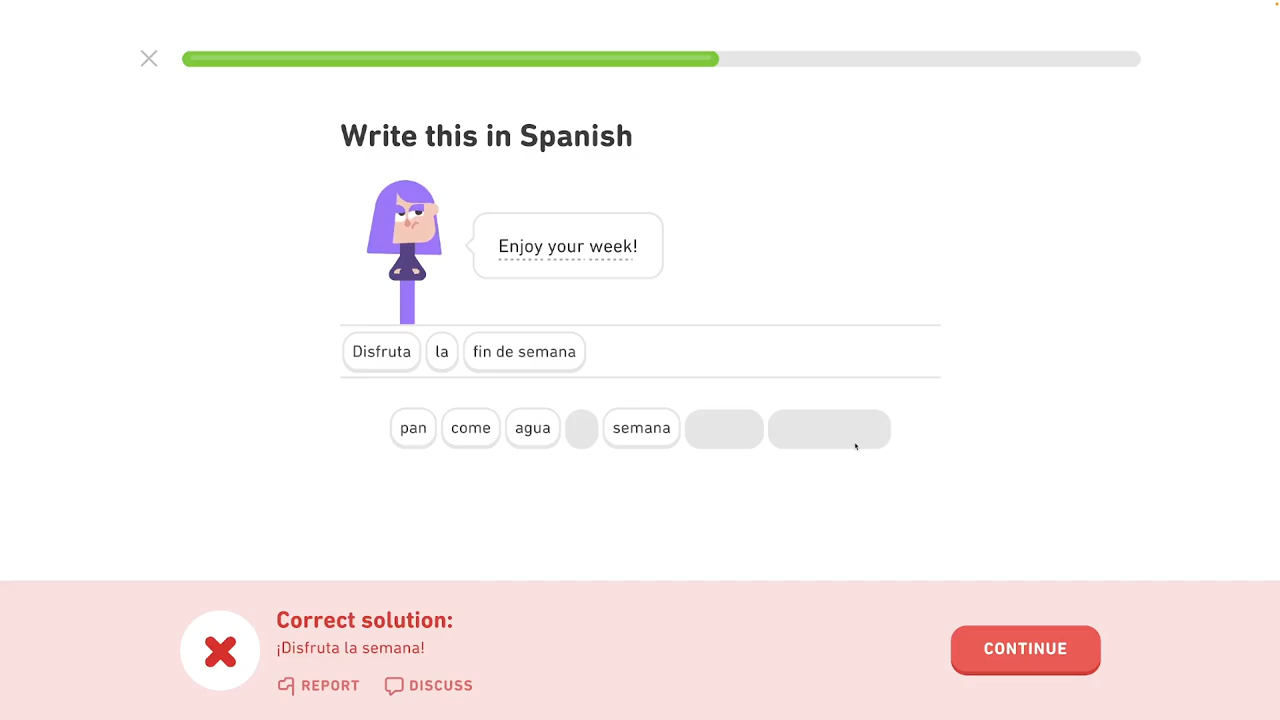 Write this in Spanish
Enjoy your week!
Disfruta la fin de semana
pan come agua semana
Correct solution:
¡Disfruta la semana!
REPORT DISCUSS
CONTINUE